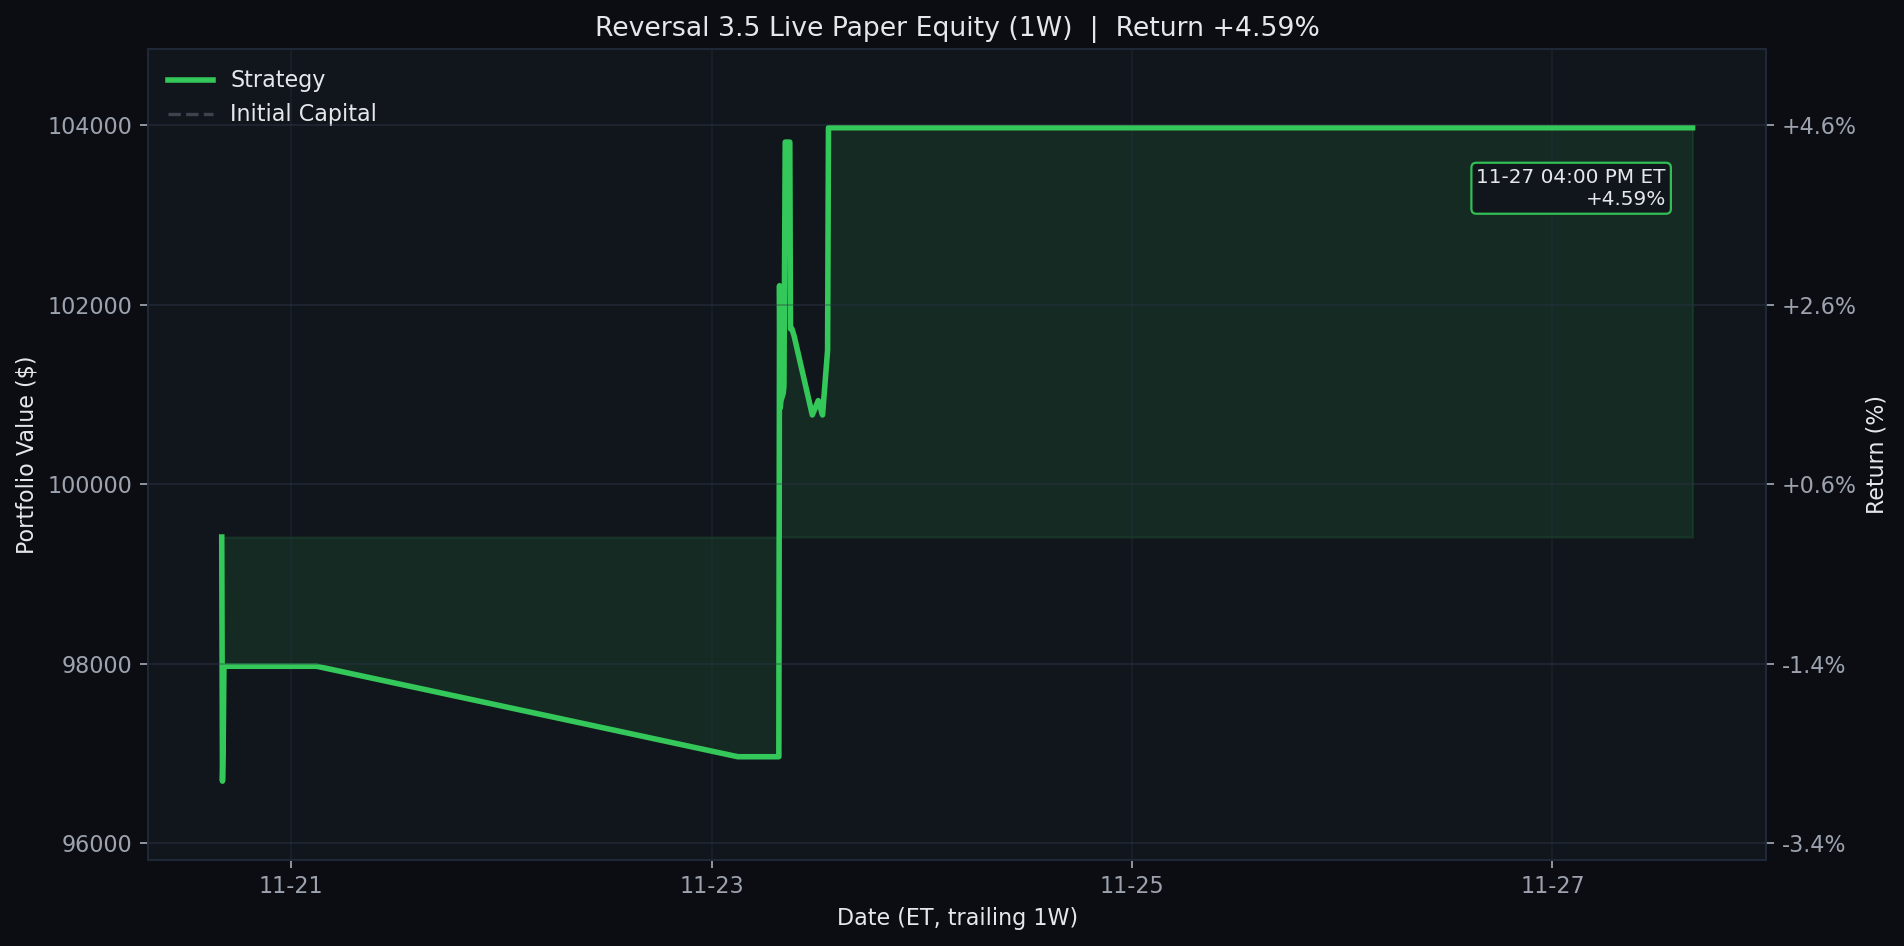 Reversal 3.5 Live Paper Equity (1W)  |  Return +4.59%
Strategy
Initial Capital
104000
102000
100000
98000
96000
Portfolio Value ($)
+4.6%
+2.6%
+0.6%
-1.4%
-3.4%
Return (%)
11-27 04:00 PM ET
+4.59%
11-21
11-23
11-25
11-27
Date (ET, trailing 1W)